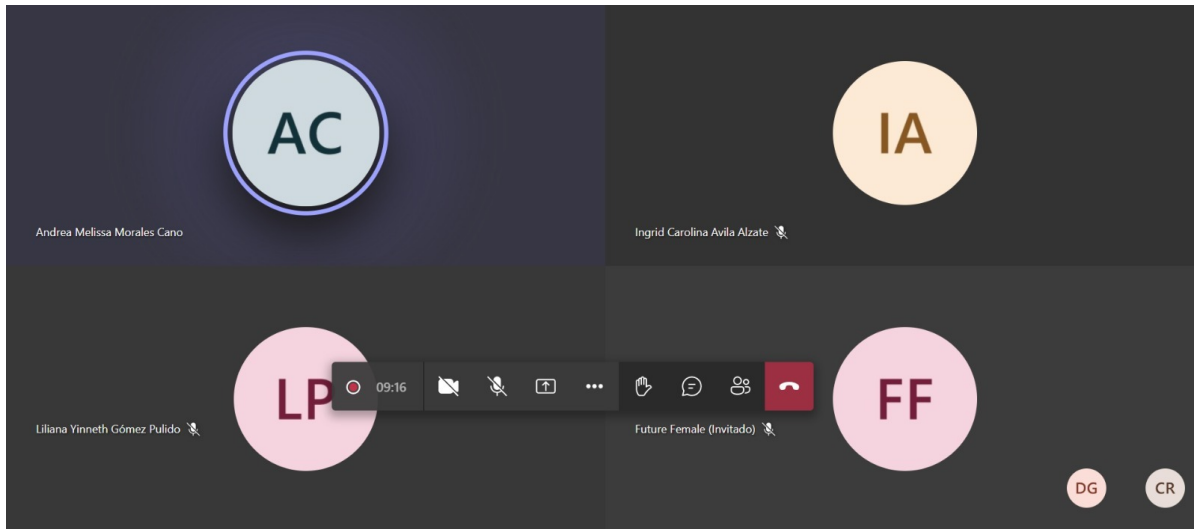 AC
IA
Andrea Melissa Morales Cano
Ingrid Carolina Avila Alzate
LP
09:16
FF
Liliana Yinneth Gómez Pulido
Future Female (Invitado)
DG
CR